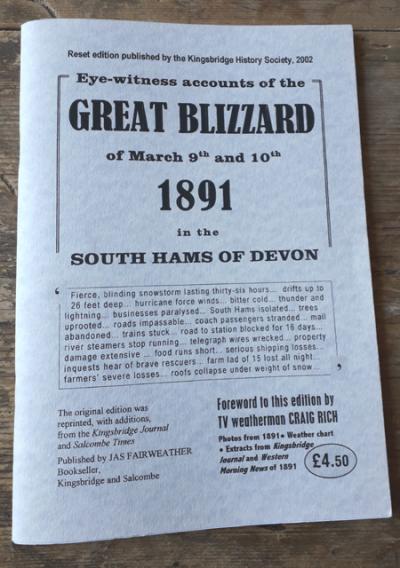 Reset edition published by the Kingsbridge History Society, 2002
Eye-witness accounts of the
GREAT BLIZZARD
of March 9th and 10th
1891
in the
SOUTH HAMS OF DEVON
‘ Fierce, blinding snowstorm lasting thirty-six hours... drifts up to
26 feet deep... hurricane force winds... bitter cold... thunder and
lightning... businesses paralysed... South Hams isolated... trees
uprooted... roads impassable... coach passengers stranded... mail
abandoned... trains stuck... road to station blocked for 16 days...
river steamers stop running... telegraph wires wrecked... property
damage extensive ... food runs short.. serious shipping losses...
inquests hear of brave rescuers... farm lad of 15 lost all night...
farmers' severe losses... roofs collapse under weight of snow... ’
The original edition was
reprinted, with additions,
from the Kingsbridge Journal
and Salcombe Times
Published by JAS FAIRWEATHER
Bookseller,
Kingsbridge and Salcombe
Foreword to this edition by
TV weatherman CRAIG RICH
Photos from 1891 • Weather chart
• Extracts from Kingsbridge
Journal and Western
Morning News of 1891
£4.50